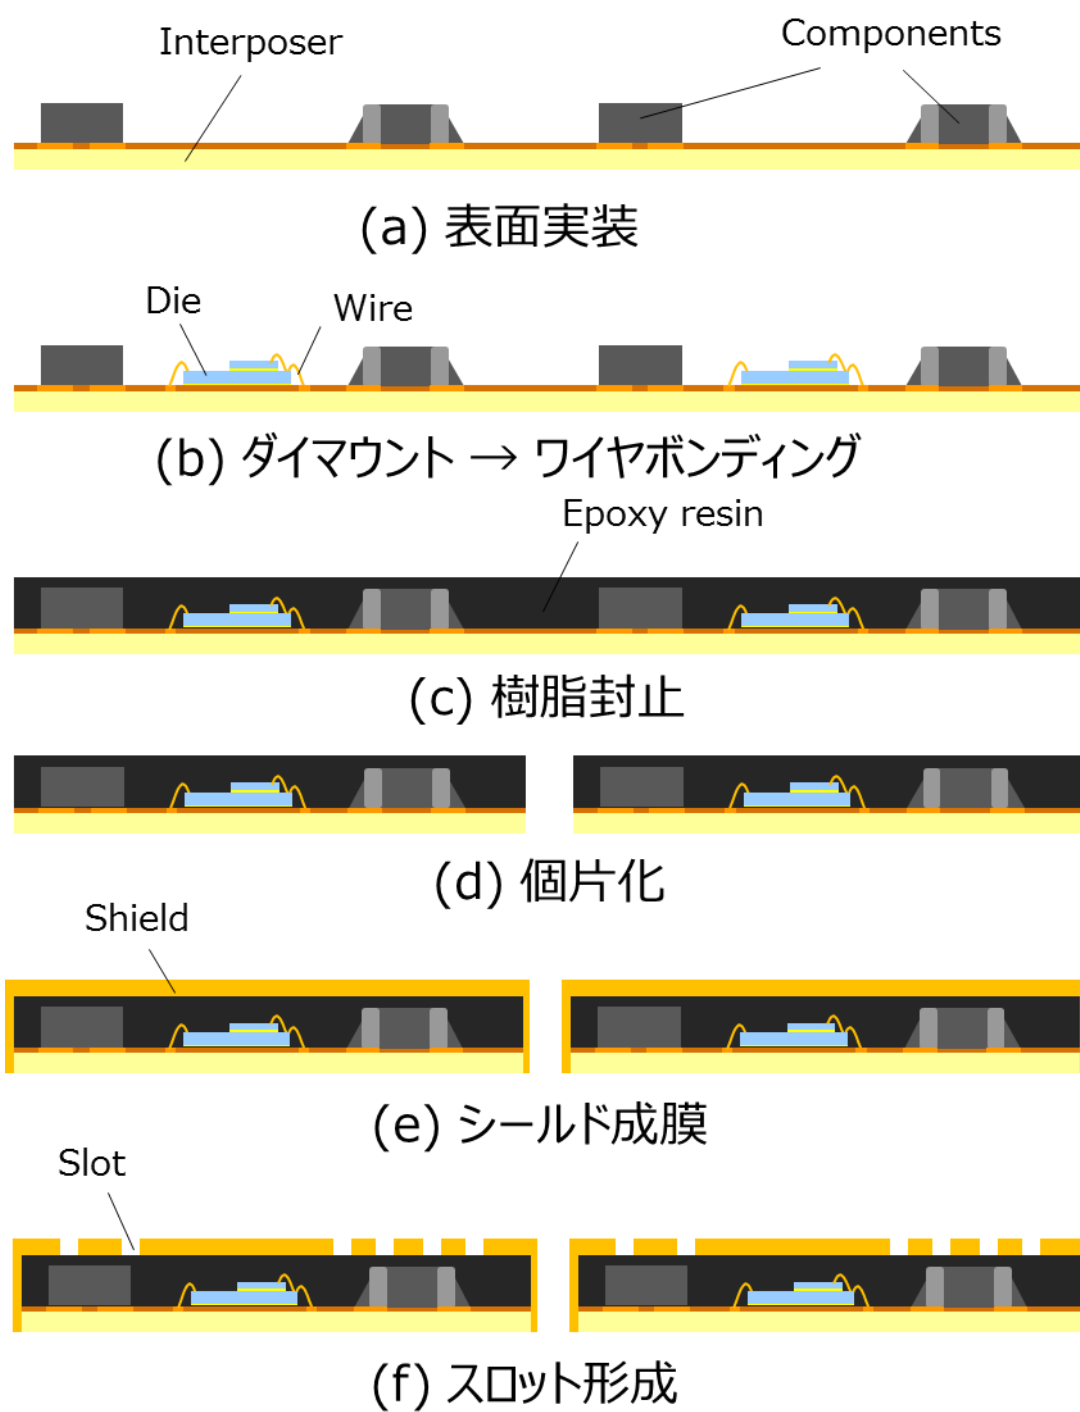 Interposer
Components
(a) 表面実装
Die
Wire
(b) ダイマウント → ワイヤボンディング
Epoxy resin
(c) 樹脂封止
(d) 個片化
Shield
(e) シールド成膜
Slot
(f) スロット形成